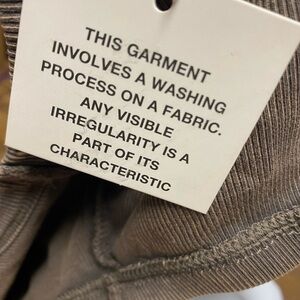 THIS GARMENT
INVOLVES A WASHING
PROCESS ON A FABRIC.
ANY VISIBLE
IRREGULARITY IS A
PART OF ITS
CHARACTERISTIC